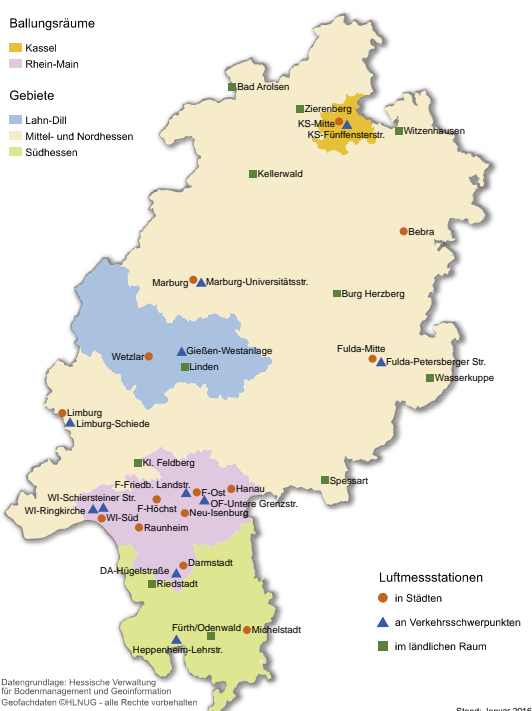 Ballungsräume
Kassel
Rhein-Main
Gebiete
Lahn-Dill
Mittel- und Nordhessen
Südhessen
Bad Arolsen
Zierenberg
KS-Mitte
Witzenhausen
KS-Fünffensterstr.
Kellerwald
Bebra
Marburg
Marburg-Universitätsstr.
Burg Herzberg
Fulda-Mitte
Gießen-Westanlage
Wetzlar
Fulda-Petersberger Str.
Linden
Wasserkuppe
Limburg
Limburg-Schiede
Kl. Feldberg
Spessart
F-Friedb. Landstr.
Hanau
F-Ost
WI-Schiersteiner Str.
OF-Untere Grenzstr.
F-Höchst
WI-Ringkirche
Neu-Isenburg
WI-Süd
Raunheim
Darmstadt
DA-Hügelstraße
Riedstadt
Luftmessstationen
in Städten
an Verkehrsschwerpunkten
im ländlichen Raum
Fürth/Odenwald
Michelstadt
Heppenheim-Lehrstr.
Datengrundlage: Hessische Verwaltung
für Bodenmanagement und Geoinformation
Geofachdaten ©HLNUG - alle Rechte vorbehalten
Stand: Januar 2016